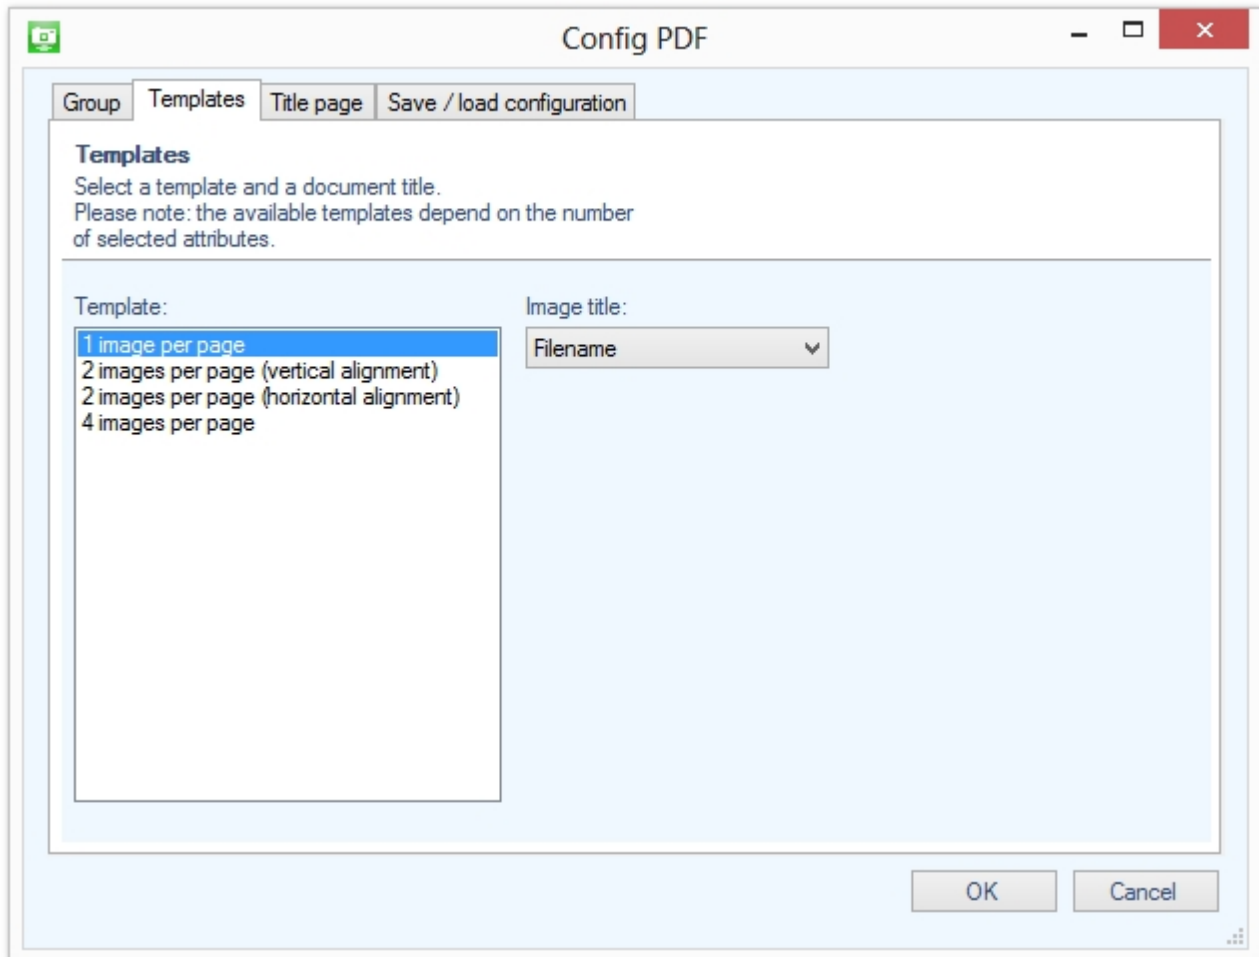 Config PDF
Group
Templates
Title page
Save / load configuration
Templates
Select a template and a document title.
Please note: the available templates depend on the number
of selected attributes.
Template:
Image title:
1 image per page
Filename
2 images per page (vertical alignment)
2 images per page (horizontal alignment)
4 images per page
OK
Cancel